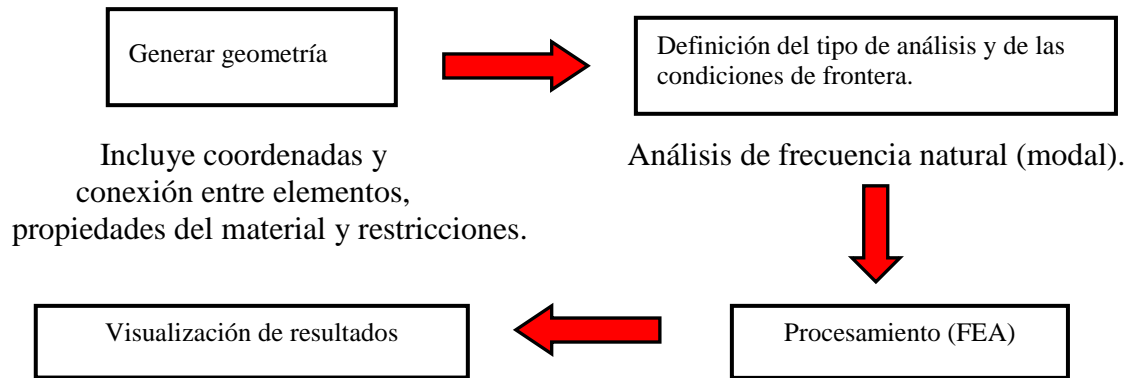 Generar geometría
Definición del tipo de análisis y de las
condiciones de frontera.
Incluye coordenadas y
conexión entre elementos,
propiedades del material y restricciones.
Análisis de frecuencia natural (modal).
Procesamiento (FEA)
Visualización de resultados